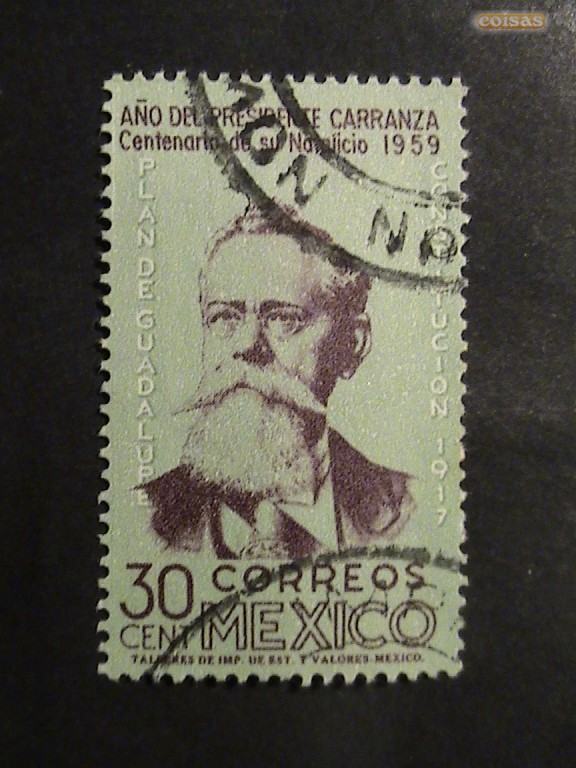 coisas
AÑO DEL PRESIDENTE CARRANZA
Centenario de su Natalicio 1959
PLAN DE GUADALUPE
CONSTITUCION 1917
30 CORREOS
CENT MEXICO
TALLERES DE IMP. DE EST. Y VALORES-MEXICO.